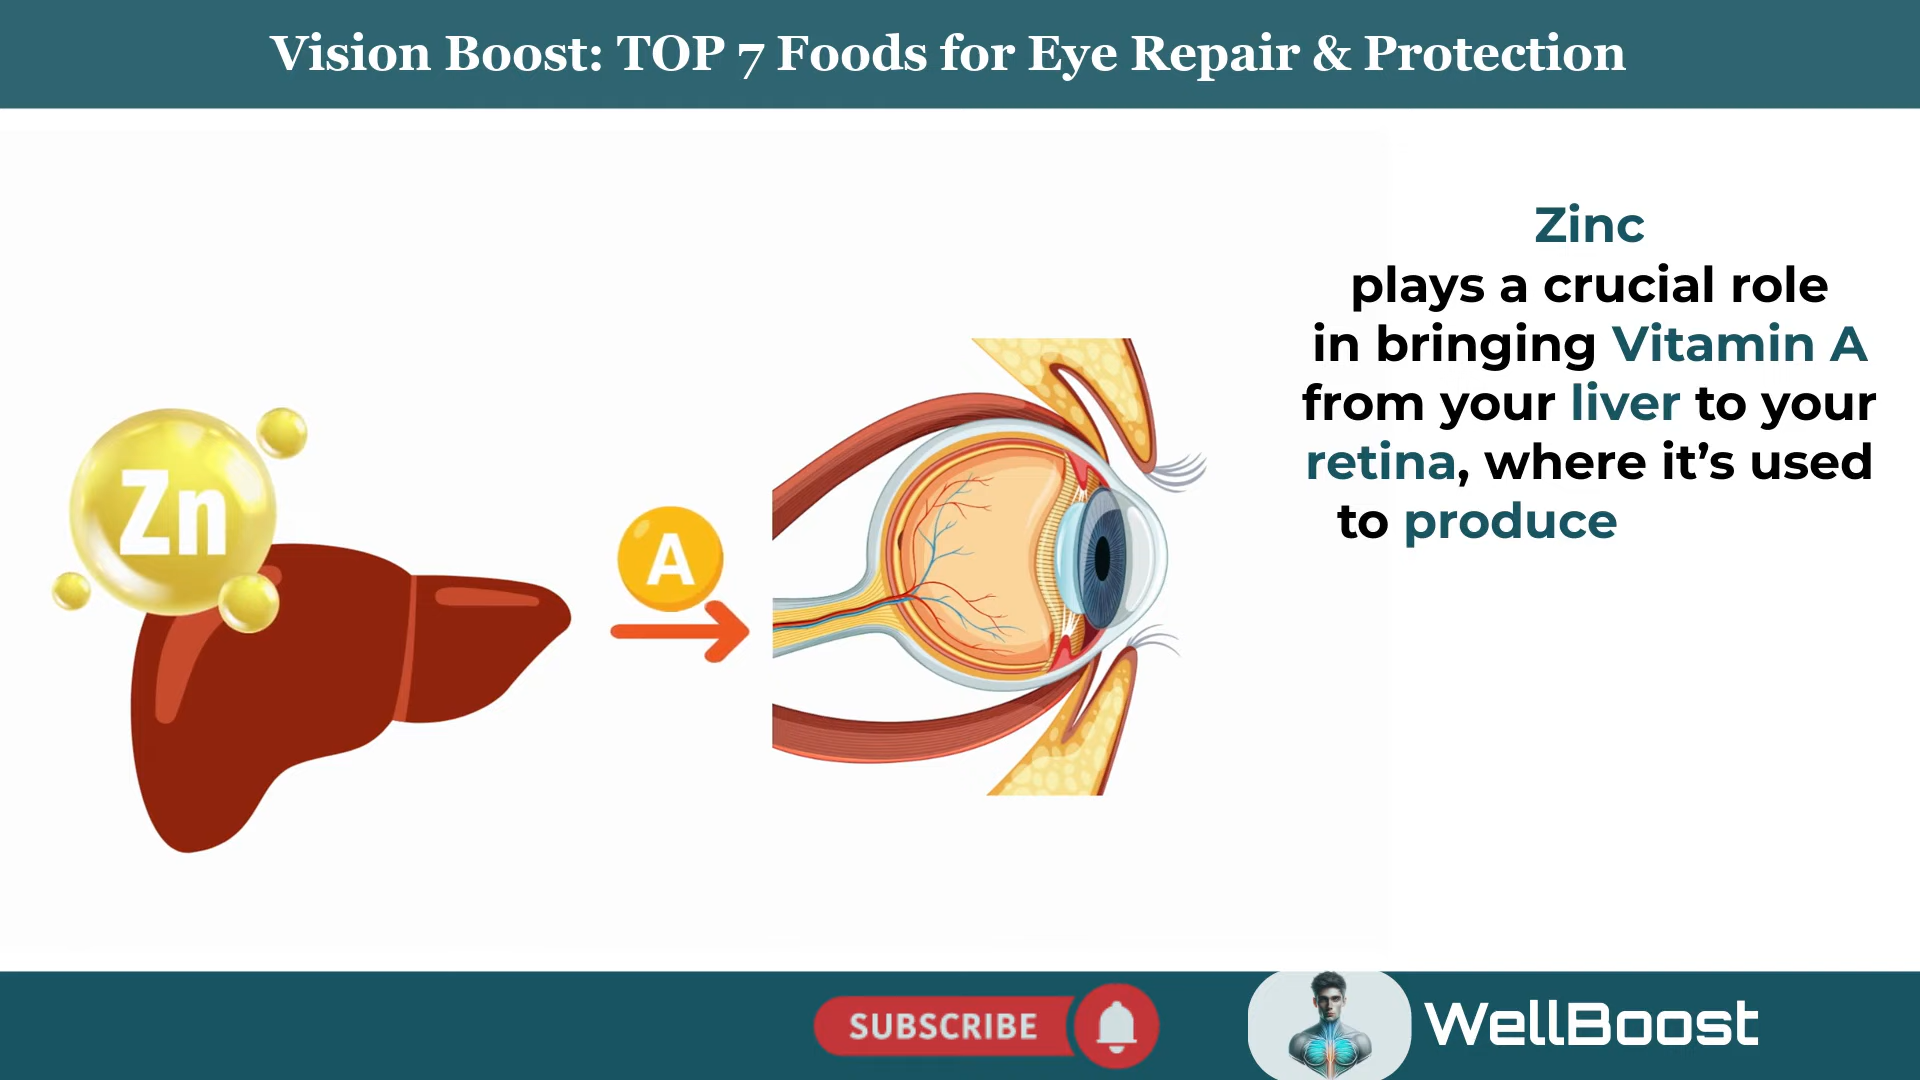 Vision Boost: TOP 7 Foods for Eye Repair & Protection
Zinc
plays a crucial role
in bringing Vitamin A
from your liver to your
retina, where it’s used
to produce
Zn
A
SUBSCRIBE
WellBoost